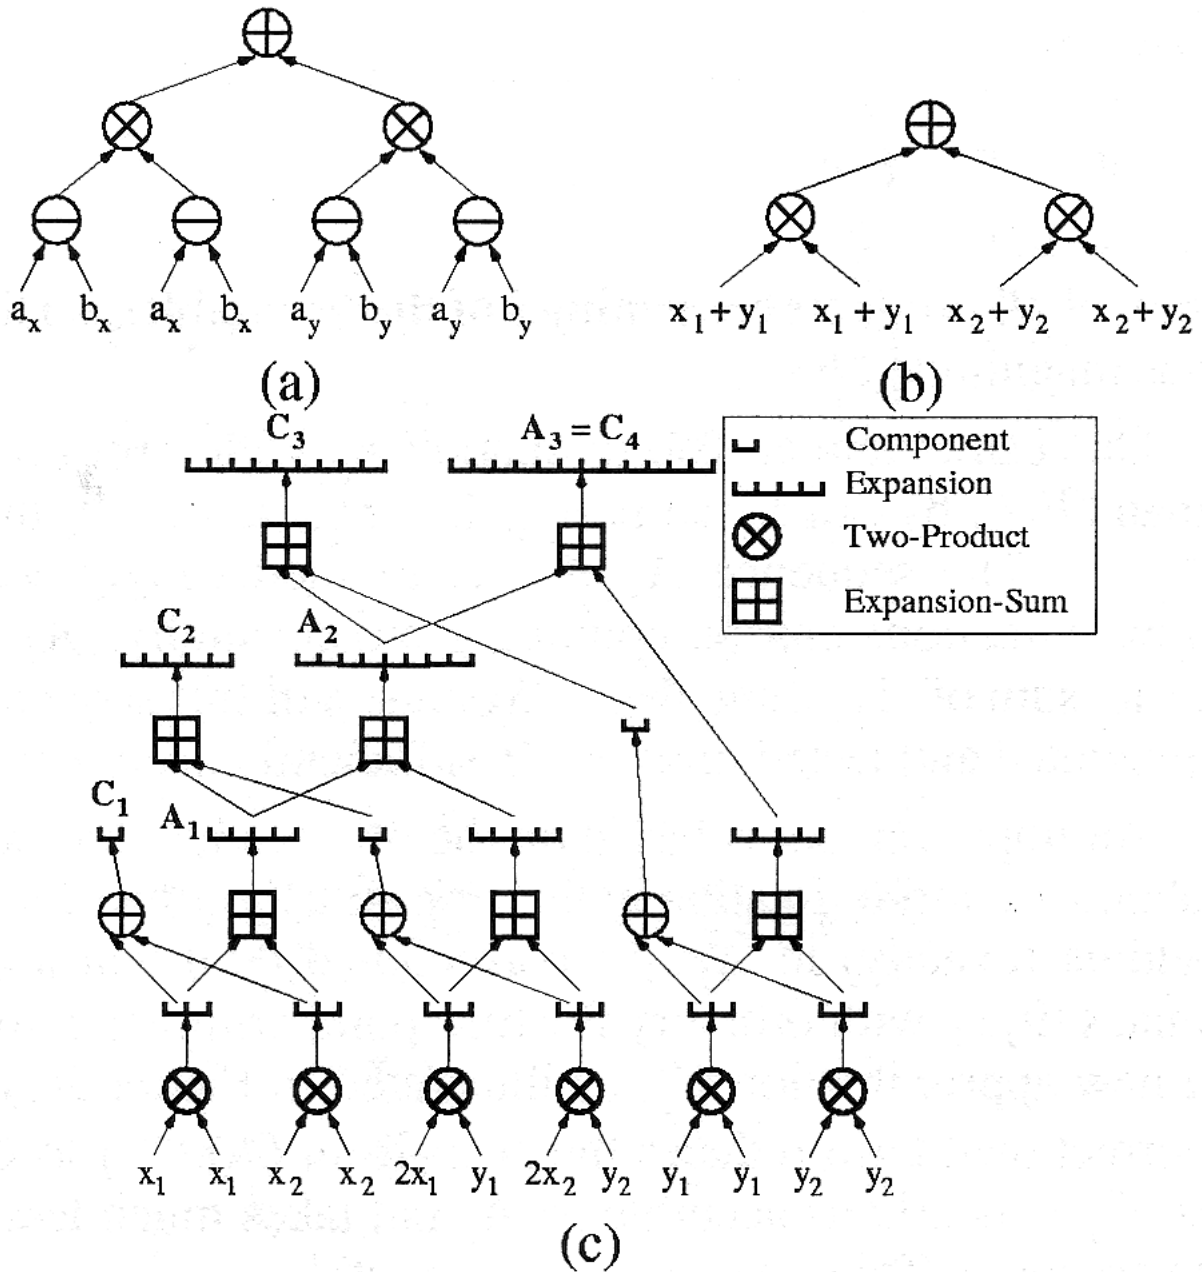 a_x b_x a_x b_x a_y b_y a_y b_y
(a)
x_1 + y_1 x_1 + y_1 x_2 + y_2 x_2 + y_2
(b)
C_3
A_3 = C_4
Component
Expansion
Two-Product
Expansion-Sum
C_2
A_2
C_1
A_1
x_1 x_1 x_2 x_2 2x_1 y_1 2x_2 y_2 y_1 y_1 y_2 y_2
(c)